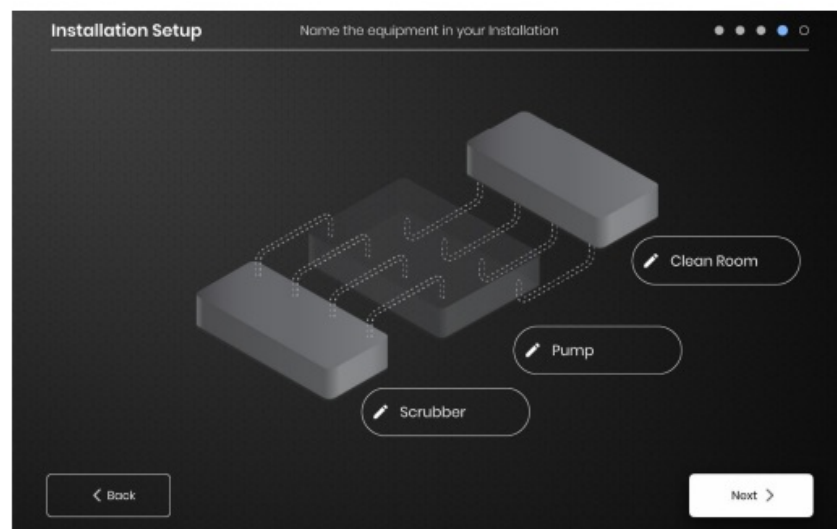 Installation Setup
Name the equipment in your Installation
Clean Room
Pump
Scrubber
Back
Next